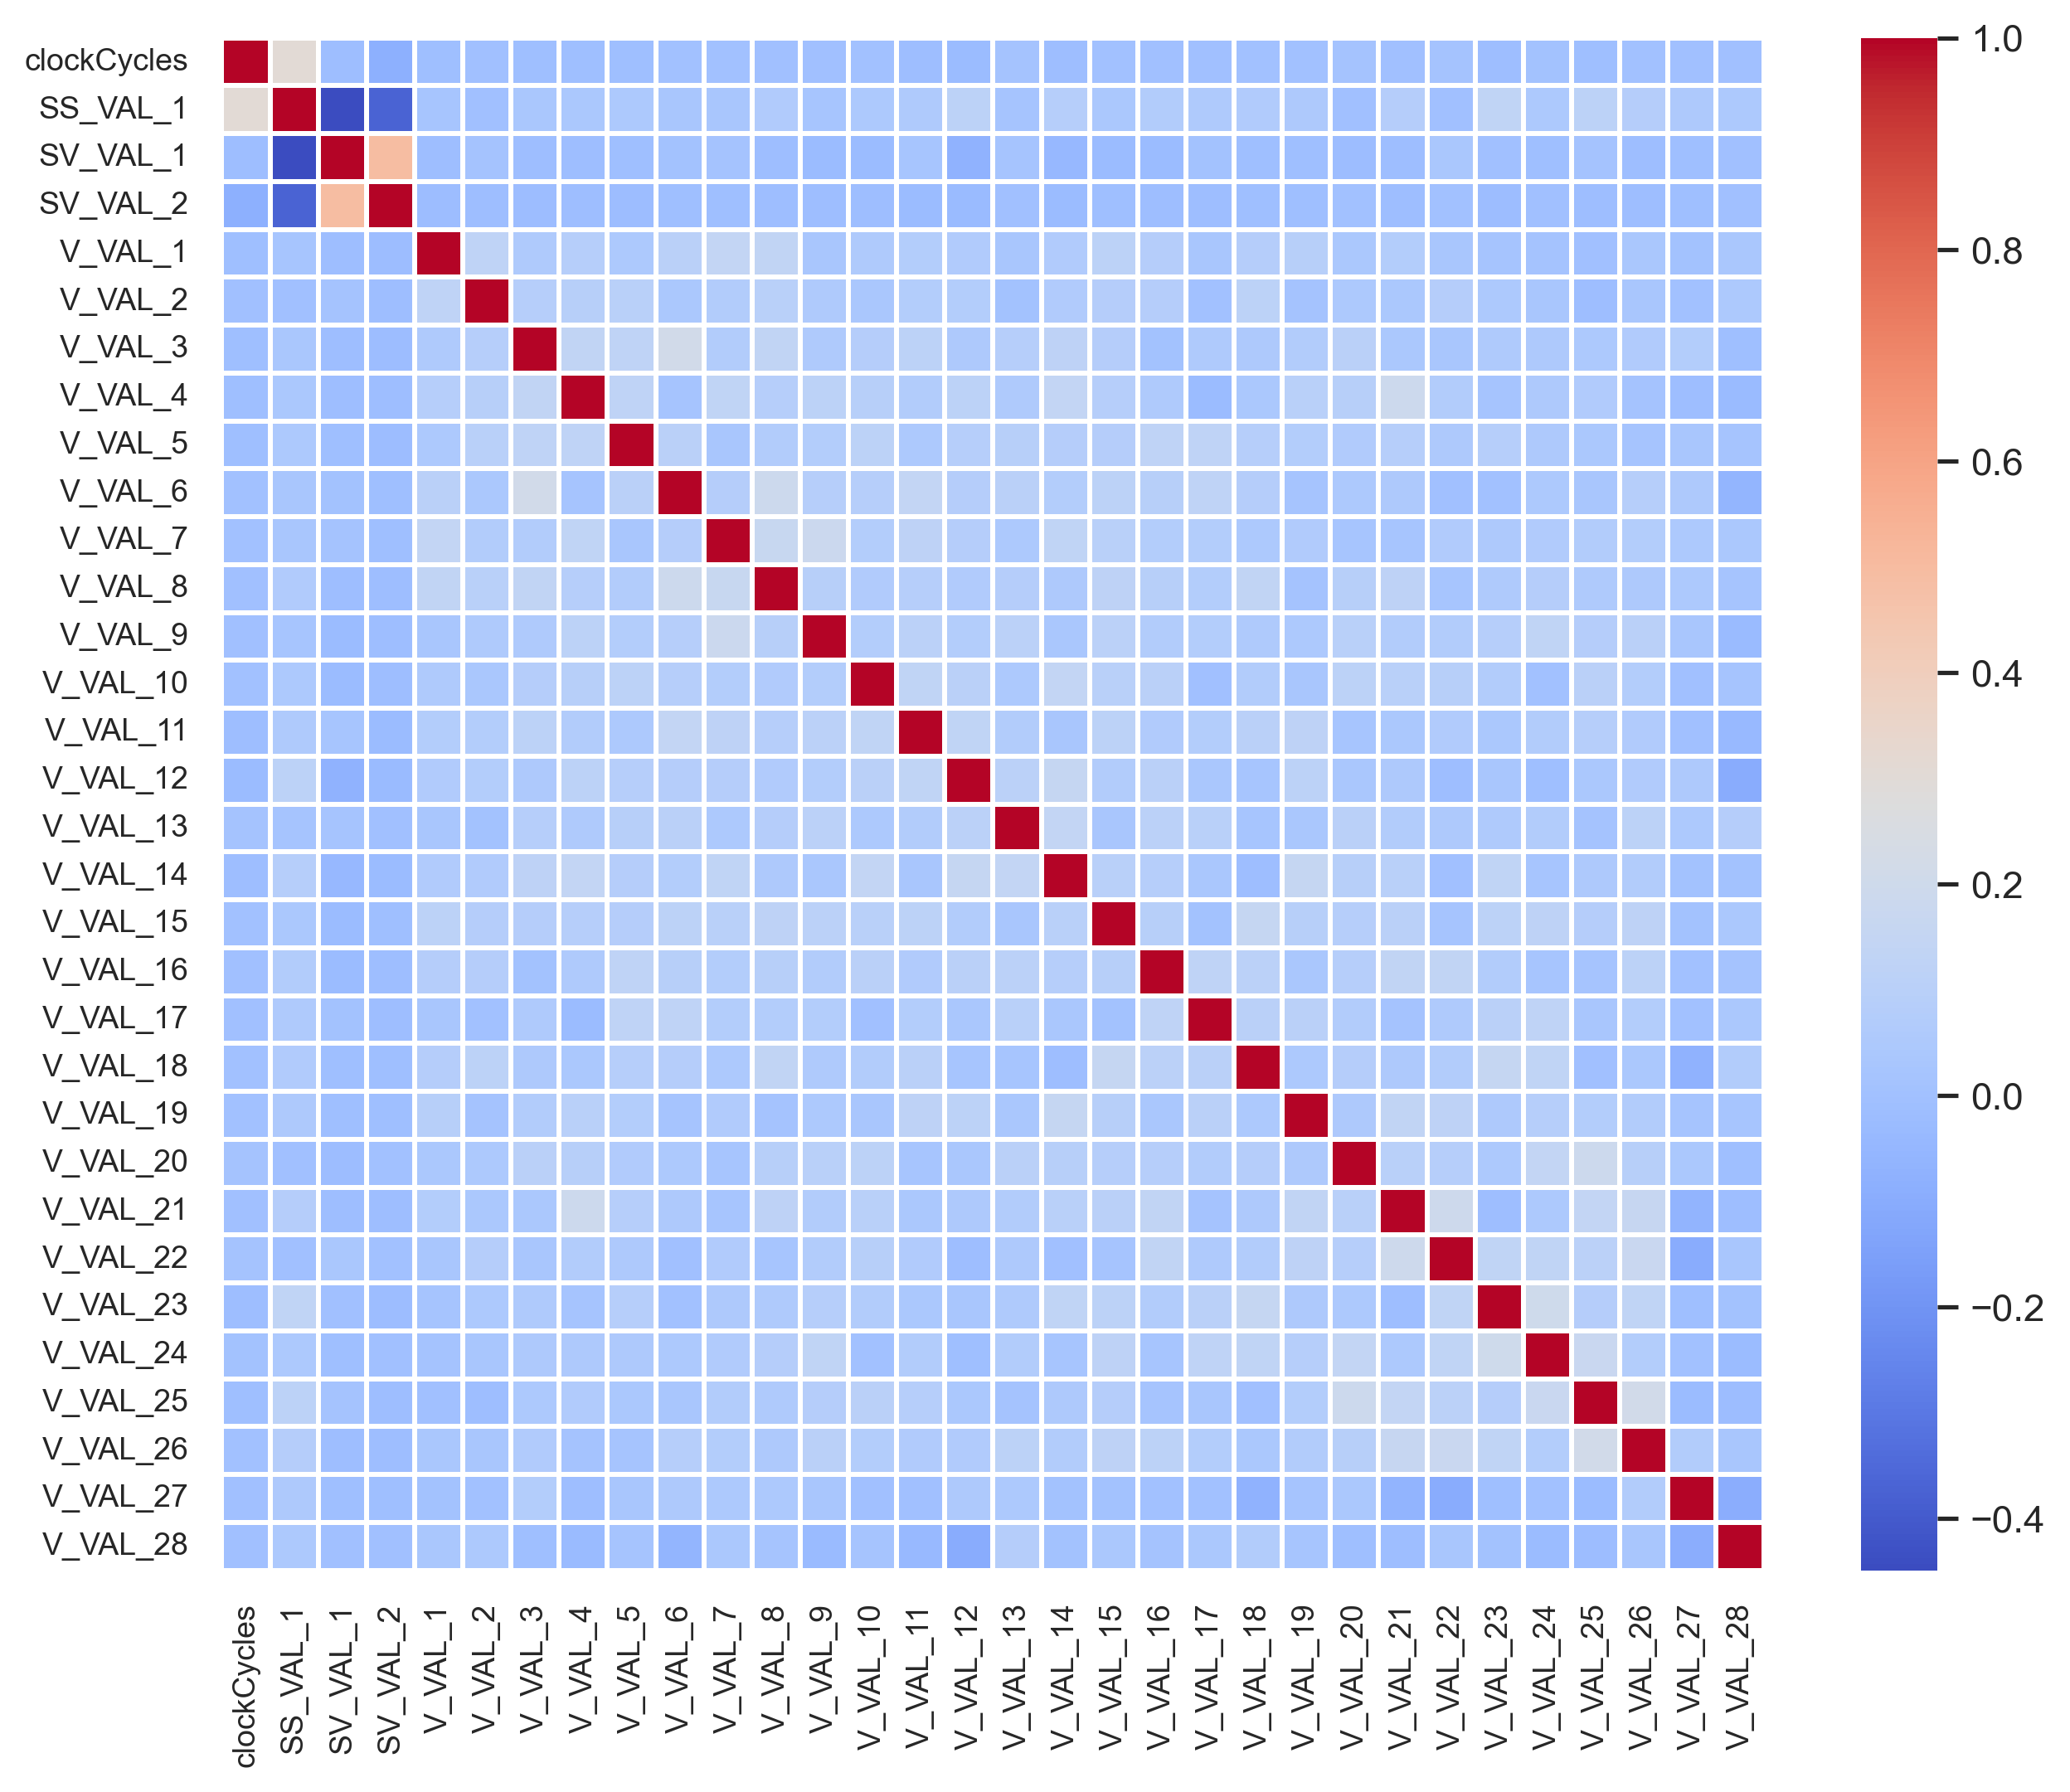 clockCycles
SS_VAL_1
SV_VAL_1
SV_VAL_2
V_VAL_1
V_VAL_2
V_VAL_3
V_VAL_4
V_VAL_5
V_VAL_6
V_VAL_7
V_VAL_8
V_VAL_9
V_VAL_10
V_VAL_11
V_VAL_12
V_VAL_13
V_VAL_14
V_VAL_15
V_VAL_16
V_VAL_17
V_VAL_18
V_VAL_19
V_VAL_20
V_VAL_21
V_VAL_22
V_VAL_23
V_VAL_24
V_VAL_25
V_VAL_26
V_VAL_27
V_VAL_28
clockCycles
SS_VAL_1
SV_VAL_1
SV_VAL_2
V_VAL_1
V_VAL_2
V_VAL_3
V_VAL_4
V_VAL_5
V_VAL_6
V_VAL_7
V_VAL_8
V_VAL_9
V_VAL_10
V_VAL_11
V_VAL_12
V_VAL_13
V_VAL_14
V_VAL_15
V_VAL_16
V_VAL_17
V_VAL_18
V_VAL_19
V_VAL_20
V_VAL_21
V_VAL_22
V_VAL_23
V_VAL_24
V_VAL_25
V_VAL_26
V_VAL_27
V_VAL_28
1.0
0.8
0.6
0.4
0.2
0.0
−0.2
−0.4